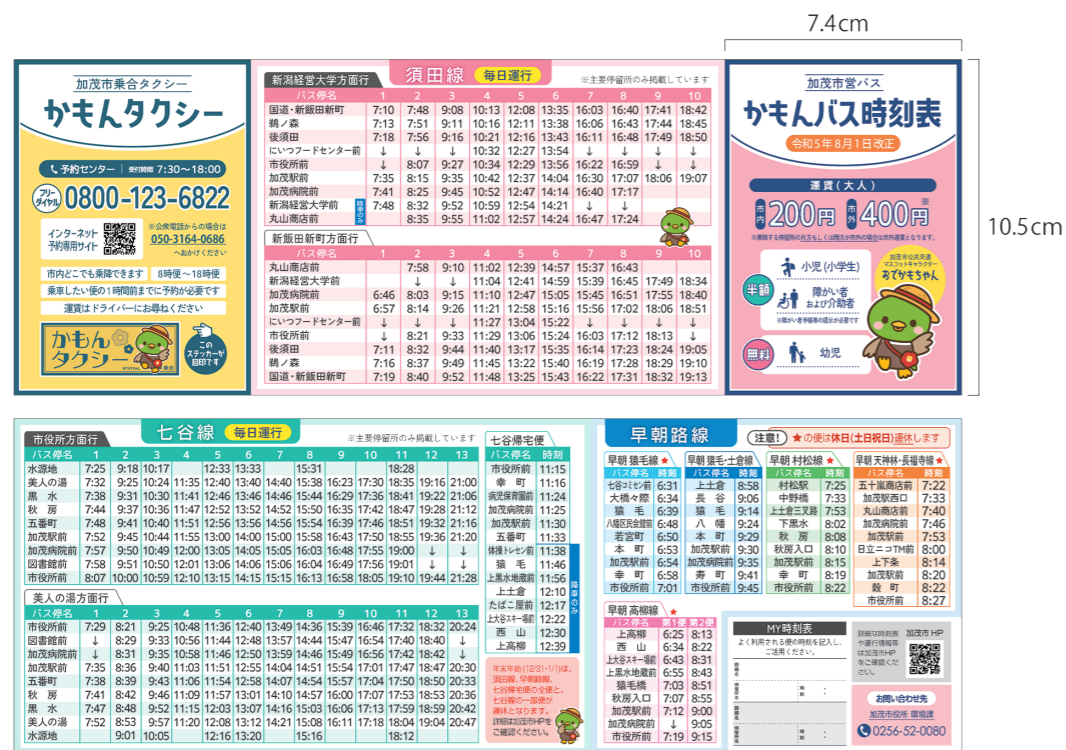 7.4cm
10.5cm
加茂市乗合タクシー
かもんタクシー
予約センター 受付時間 7:30〜18:00
フリーダイヤル 0800-123-6822
インターネット
予約専用サイト
※公衆電話からの場合は
050-3164-0686
へおかけください
市内どこでも乗降できます 8時便〜18時便
乗車したい便の1時間前までに予約が必要です
運賃はドライバーにお尋ねください
かもん
タクシー
この
ステッカーが
目印です
新潟経営大学方面行 須田線 毎日運行 ※主要停留所のみ掲載しています
バス停名 1 2 3 4 5 6 7 8 9 10
国道・新飯田新町 7:10 7:48 9:08 10:13 12:08 13:35 16:03 16:40 17:41 18:42
鵜ノ森 7:13 7:51 9:11 10:16 12:11 13:38 16:06 16:43 17:44 18:45
後須田 7:18 7:56 9:16 10:21 12:16 13:43 16:11 16:48 17:49 18:50
にいつフードセンター前 ↓ ↓ ↓ 10:32 12:27 13:54 ↓ ↓ ↓ ↓
市役所前 ↓ 8:07 9:27 10:34 12:29 13:56 16:22 16:59 ↓ ↓
加茂駅前 7:35 8:15 9:35 10:42 12:37 14:04 16:30 17:07 18:06 19:07
加茂病院前 7:41 8:25 9:45 10:52 12:47 14:14 16:40 17:17
新潟経営大学前 7:48 8:32 9:52 10:59 12:54 14:21 ↓ ↓
丸山商店前 降車のみ 8:35 9:55 11:02 12:57 14:24 16:47 17:24
新飯田新町方面行
バス停名 1 2 3 4 5 6 7 8 9 10
丸山商店前 7:58 9:10 11:02 12:39 14:57 15:37 16:43
新潟経営大学前 ↓ ↓ 11:04 12:41 14:59 15:39 16:45 17:49 18:34
加茂病院前 6:46 8:03 9:15 11:10 12:47 15:05 15:45 16:51 17:55 18:40
加茂駅前 6:57 8:14 9:26 11:21 12:58 15:16 15:56 17:02 18:06 18:51
にいつフードセンター前 ↓ ↓ ↓ 11:27 13:04 15:22 ↓ ↓ ↓ ↓
市役所前 ↓ 8:21 9:33 11:29 13:06 15:24 16:03 17:12 18:13 ↓
後須田 7:11 8:32 9:44 11:40 13:17 15:35 16:14 17:23 18:24 19:05
鵜ノ森 7:16 8:37 9:49 11:45 13:22 15:40 16:19 17:28 18:29 19:10
国道・新飯田新町 7:19 8:40 9:52 11:48 13:25 15:43 16:22 17:31 18:32 19:13
加茂市営バス
かもんバス時刻表
令和5年8月1日改正
運賃(大人)
市内 200円 市外 400円※
※乗降する停留所の片方もしくは両方が市外の場合は市外運賃となります。
半額 小児(小学生)
障がい者
および介助者
※障がい者手帳等の提示が必要です
無料 幼児
加茂市公共交通
マスコットキャラクター
おでかもちゃん
市役所方面行 七谷線 毎日運行 ※主要停留所のみ掲載しています
バス停名 1 2 3 4 5 6 7 8 9 10 11 12 13
水源地 7:25 9:18 10:17 12:33 13:33 15:31 18:28
美人の湯 7:32 9:25 10:24 11:35 12:40 13:40 14:40 15:38 16:23 17:30 18:35 19:16 21:00
黒水 7:38 9:31 10:30 11:41 12:46 13:46 14:46 15:44 16:29 17:36 18:41 19:22 21:06
秋房 7:44 9:37 10:36 11:47 12:52 13:52 14:52 15:50 16:35 17:42 18:47 19:28 21:12
五番町 7:48 9:41 10:40 11:51 12:56 13:56 14:56 15:54 16:39 17:46 18:51 19:32 21:16
加茂駅前 7:52 9:45 10:44 11:55 13:00 14:00 15:00 15:58 16:43 17:50 18:55 19:36 21:20
加茂病院前 7:57 9:50 10:49 12:00 13:05 14:05 15:05 16:03 16:48 17:55 19:00 ↓ ↓
図書館前 7:58 9:51 10:50 12:01 13:06 14:06 15:06 16:04 16:49 17:56 19:01 ↓ ↓
市役所前 8:07 10:00 10:59 12:10 13:15 14:15 15:15 16:13 16:58 18:05 19:10 19:44 21:28
美人の湯方面行
バス停名 1 2 3 4 5 6 7 8 9 10 11 12 13
市役所前 7:29 8:21 9:25 10:48 11:36 12:40 13:49 14:36 15:39 16:46 17:32 18:32 20:24
図書館前 ↓ 8:29 9:33 10:56 11:44 12:48 13:57 14:44 15:47 16:54 17:40 18:40 ↓
加茂病院前 ↓ 8:31 9:35 10:58 11:46 12:50 13:59 14:46 15:49 16:56 17:42 18:42 ↓
加茂駅前 7:35 8:36 9:40 11:03 11:51 12:55 14:04 14:51 15:54 17:01 17:47 18:47 20:30
五番町 7:38 8:39 9:43 11:06 11:54 12:58 14:07 14:54 15:57 17:04 17:50 18:50 20:33
秋房 7:41 8:42 9:46 11:09 11:57 13:01 14:10 14:57 16:00 17:07 17:53 18:53 20:36
黒水 7:47 8:48 9:52 11:15 12:03 13:07 14:16 15:03 16:06 17:13 17:59 18:59 20:42
美人の湯 7:52 8:53 9:57 11:20 12:08 13:12 14:21 15:08 16:11 17:18 18:04 19:04 20:47
水源地 9:01 10:05 12:16 13:20 15:16 18:12
七谷帰宅便
バス停名 時刻
市役所前 11:15
幸町 11:16
病児保育園前 11:24
加茂病院前 11:25
加茂駅前 11:30
五番町 11:33
体操トレセン前 11:38
猿毛 11:46
上黒水地蔵前 11:56
上土倉 12:10
たばこ屋前 12:17
上大谷スキー場前 12:22
西山 12:30
上高柳 12:39
降車のみ
年末年始(12/31-1/1)は、
須田線、早朝路線、
七谷帰宅便の全便と、
七谷線の一部便が
運休となります。
詳細は加茂市HPを
ご確認ください。
早朝路線 注意! ★の便は休日(土日祝日)運休します
早朝 猿毛線★
バス停名 時刻
七谷コミセン前 6:31
大橋々際 6:34
猿毛 6:39
八幡区民会館前 6:48
若宮町 6:50
本町 6:53
加茂駅前 6:54
幸町 6:58
市役所前 7:01
早朝 猿毛・土倉線
バス停名 時刻
上土倉 8:58
長谷 9:06
猿毛 9:14
八幡 9:24
本町 9:29
加茂駅前 9:30
加茂病院前 9:35
寿町 9:41
市役所前 9:45
早朝 村松線★
バス停名 時刻
村松駅 7:25
中野橋 7:33
上土倉三叉路 7:53
下黒水 8:02
秋房 8:08
秋房入口 8:10
本町 8:14
幸町 8:19
市役所前 8:22
早朝 天神林・長福寺線★
バス停名 時刻
五十嵐商店前 7:22
加茂駅西口 7:33
丸山商店前 7:40
加茂病院前 7:46
加茂駅前 7:53
日立ニコTM前 8:00
上下条 8:14
加茂駅前 8:20
穀町 8:22
市役所前 8:27
早朝 高柳線★
バス停名 第1便 第2便
上高柳 6:25 8:13
西山 6:34 8:22
上大谷スキー場前 6:43 8:31
上黒水地蔵前 6:55 8:43
猿毛橋 7:03 8:51
秋房入口 7:07 8:55
加茂駅前 7:12 9:00
加茂病院前 ↓ 9:05
市役所前 7:19 9:15
MY時刻表
よく利用される便の時刻を記入し、
ご活用ください。
詳細な時刻表
や運行情報等
は加茂市HP
をご確認くだ
さい。
加茂市HP
お問い合わせ先
加茂市役所 環境課
0256-52-0080